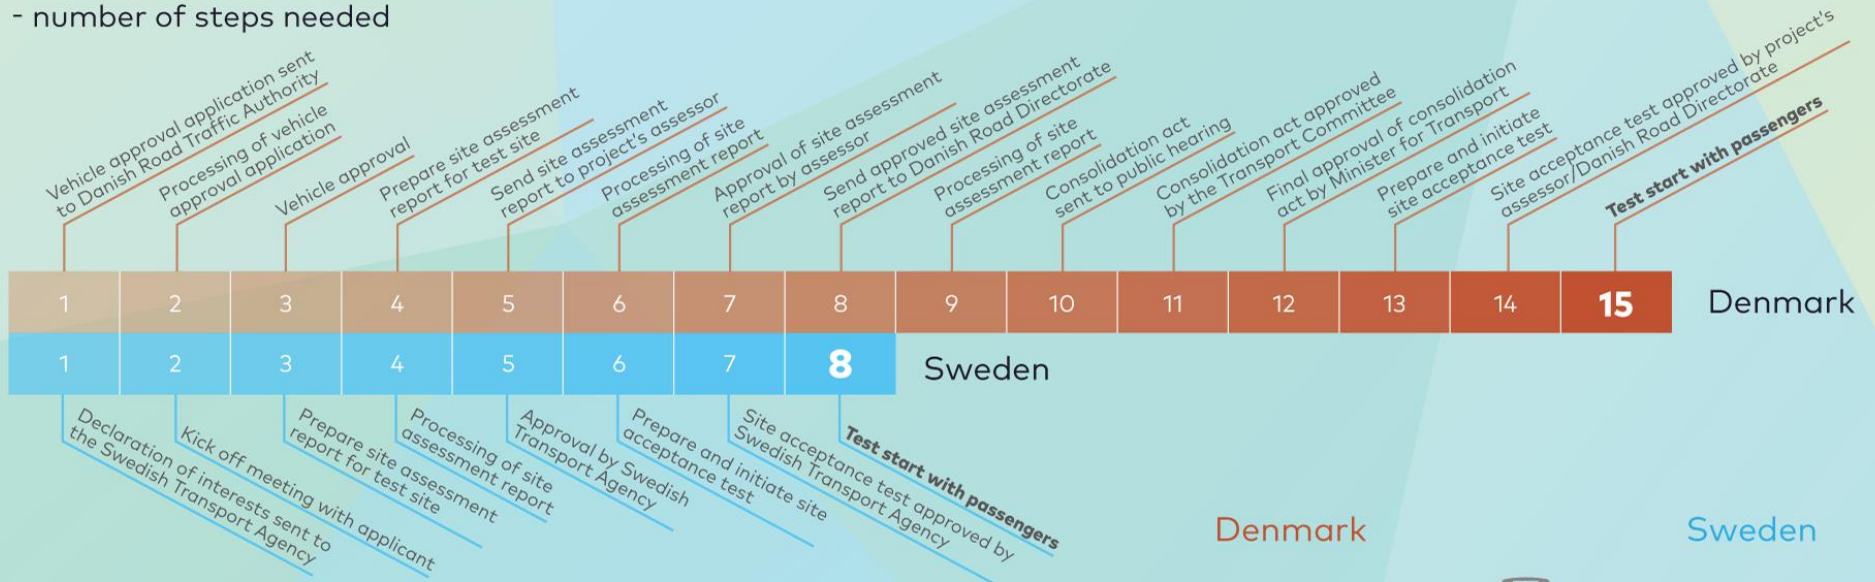 - number of steps needed
Vehicle approval application sent
to Danish Road Traffic Authority
Processing of vehicle
approval application
Vehicle approval
Prepare site assessment
report for test site
Send site assessment
report to project's assessor
Processing of site
assessment report
Approval of site assessment
report by assessor
Send approved site assessment
report to Danish Road Directorate
Processing of site
assessment report
Consolidation act
sent to public hearing
Consolidation act approved
by the Transport Committee
Final approval of consolidation
act by Minister for Transport
Prepare and initiate
site acceptance test
Site acceptance test approved by project's
assessor/Danish Road Directorate
Test start with passengers
1 2 3 4 5 6 7 8 9 10 11 12 13 14 15 Denmark
1 2 3 4 5 6 7 8 Sweden
Declaration of interests sent to
the Swedish Transport Agency
Kick off meeting with applicant
Prepare site assessment
report for test site
Processing of site
assessment report
Approval by Swedish
Transport Agency
Prepare and initiate site
acceptance test
Site acceptance test approved by
Swedish Transport Agency
Test start with passengers
Denmark
Sweden